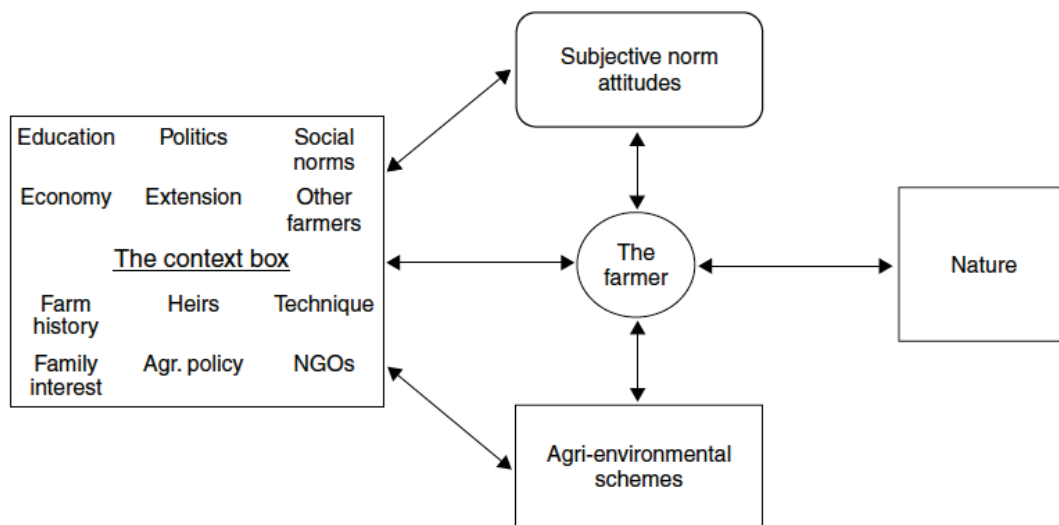 Subjective norm
attitudes
Education Politics Social
norms
Economy Extension Other
farmers
The context box
Farm Heirs Technique
history
Family Agr. policy NGOs
interest
The
farmer
Nature
Agri-environmental
schemes